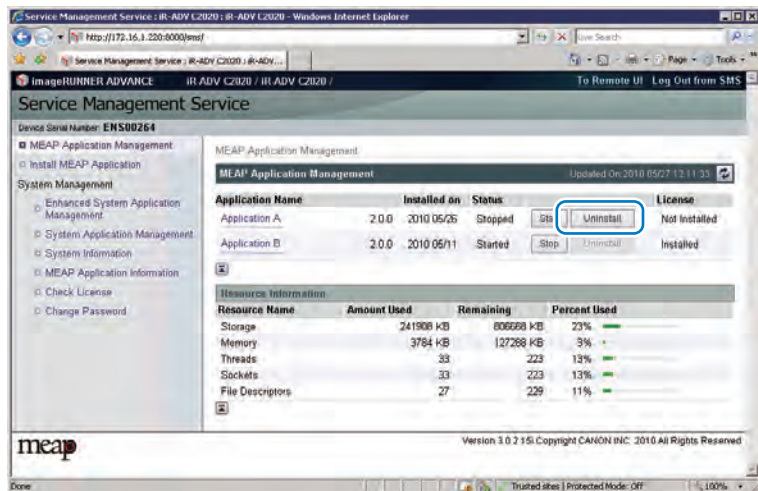 Service Management Service : iR-ADV C2020 : iR-ADV C2020 - Windows Internet Explorer
http://172.16.1.220:8000/sms/
Live Search
Service Management Service : iR-ADV C2020 : iR-ADV...
Page
Tools
imageRUNNER ADVANCE iR-ADV C2020 / iR-ADV C2020 / To Remote UI Log Out from SMS
Service Management Service
Device Serial Number: ENS00264
MEAP Application Management
Install MEAP Application
System Management
Enhanced System Application
Management
System Application Management
System Information
MEAP Application Information
Check License
Change Password
MEAP Application Management
MEAP Application Management Updated On:2010 05/27 12:11:33
Application Name Installed on Status License
Application A 2.0.0 2010 05/26 Stopped Sta Uninstall Not Installed
Application B 2.0.0 2010 05/11 Started Stop Uninstall Installed
Resource Information
Resource Name Amount Used Remaining Percent Used
Storage 241908 KB 806668 KB 23%
Memory 3784 KB 127288 KB 3%
Threads 33 223 13%
Sockets 33 223 13%
File Descriptors 27 229 11%
meap
Version 3.0.2.15i Copyright CANON INC. 2010 All Rights Reserved
Done
Trusted sites | Protected Mode: Off
100%